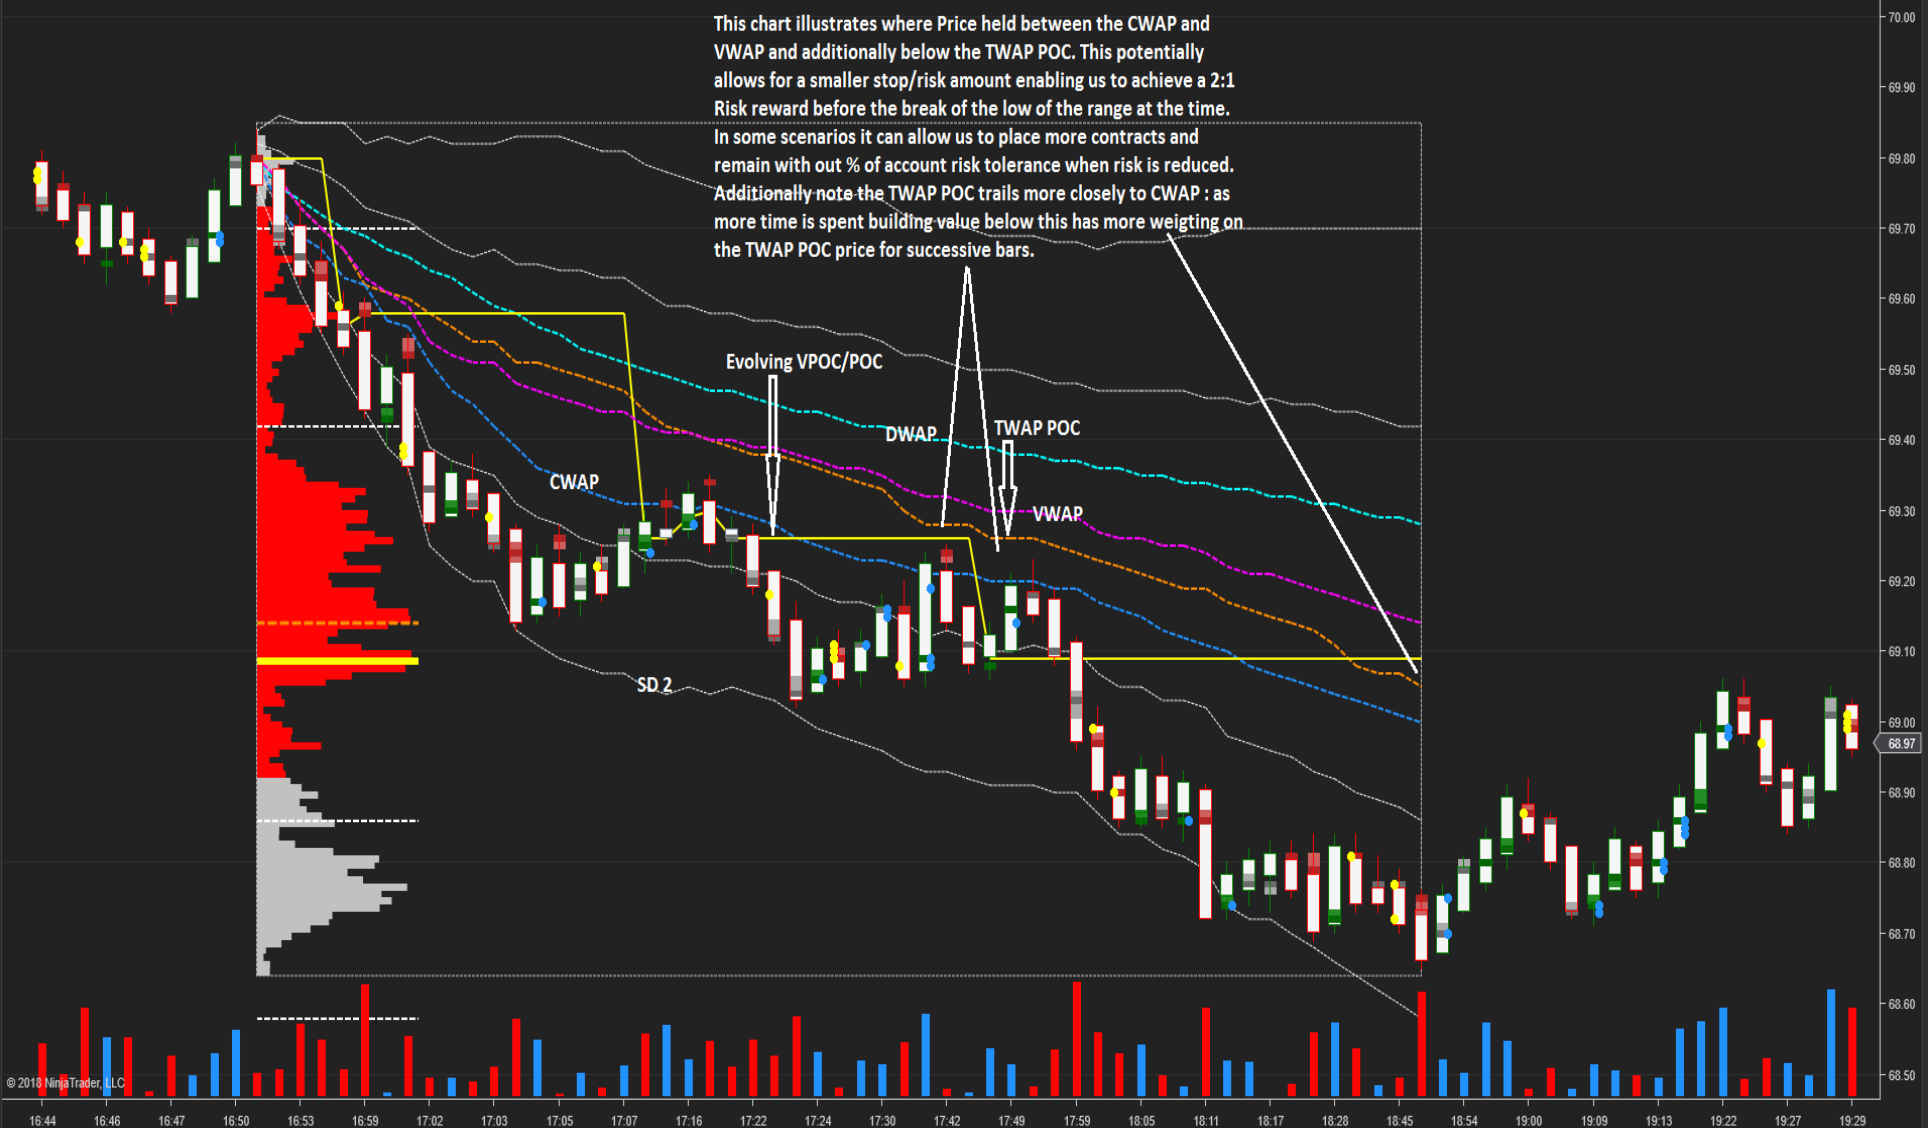 This chart illustrates where Price held between the CWAP and
VWAP and additionally below the TWAP POC. This potentially
allows for a smaller stop/risk amount enabling us to achieve a 2:1
Risk reward before the break of the low of the range at the time.
In some scenarios it can allow us to place more contracts and
remain with out % of account risk tolerance when risk is reduced.
Additionally note the TWAP POC trails more closely to CWAP : as
more time is spent building value below this has more weigting on
the TWAP POC price for successive bars.
Evolving VPOC/POC
DWAP
TWAP POC
CWAP
VWAP
SD 2
70.00
69.90
69.80
69.70
69.60
69.50
69.40
69.30
69.20
69.10
69.00
68.97
68.90
68.80
68.70
68.60
68.50
© 2018 NinjaTrader, LLC
16:44 16:46 16:47 16:50 16:53 16:59 17:02 17:03 17:05 17:07 17:16 17:22 17:24 17:30 17:42 17:49 17:59 18:05 18:11 18:17 18:28 18:45 18:54 19:00 19:09 19:13 19:22 19:27 19:29